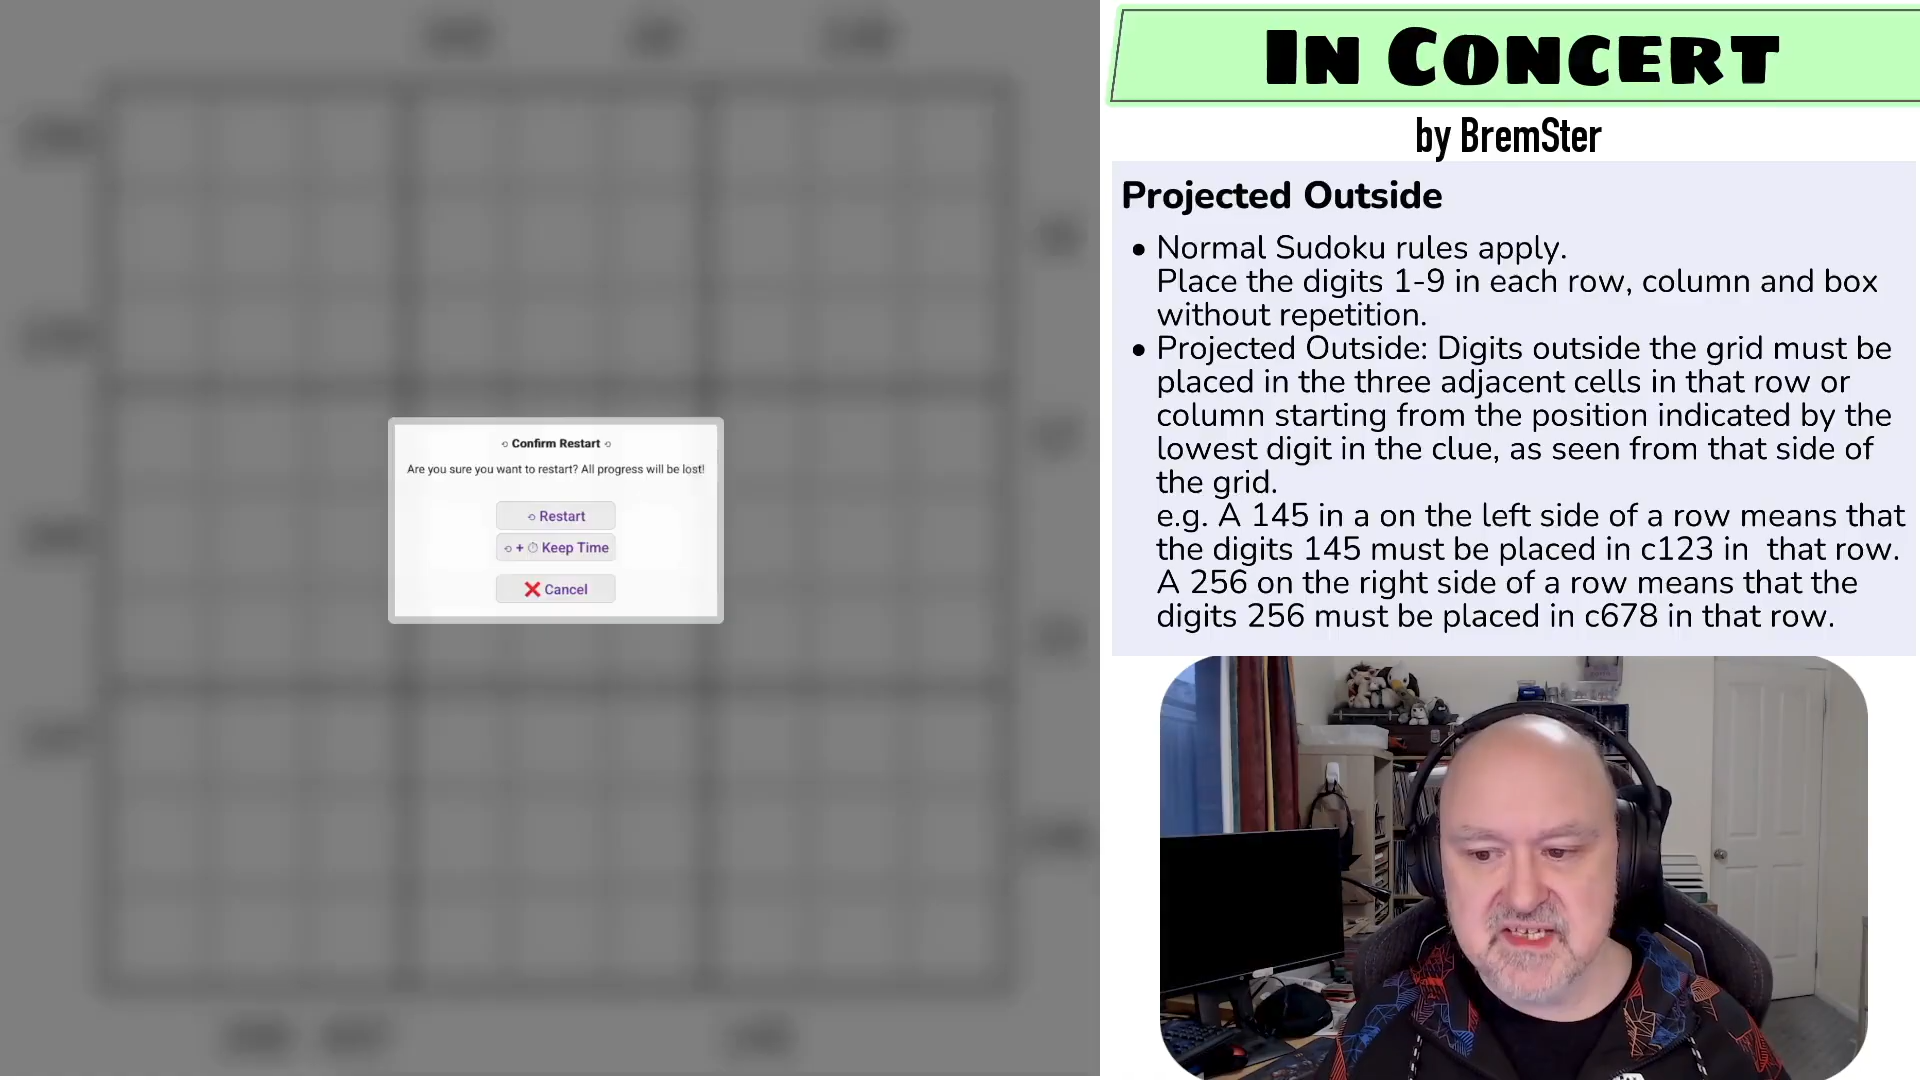 IN CONCERT
by BremSter
Projected Outside
• Normal Sudoku rules apply.
Place the digits 1-9 in each row, column and box
without repetition.
• Projected Outside: Digits outside the grid must be
placed in the three adjacent cells in that row or
column starting from the position indicated by the
lowest digit in the clue, as seen from that side of
the grid.
e.g. A 145 in a on the left side of a row means that
the digits 145 must be placed in c123 in  that row.
A 256 on the right side of a row means that the
digits 256 must be placed in c678 in that row.
Confirm Restart
Are you sure you want to restart? All progress will be lost!
Restart
+ Keep Time
❌ Cancel